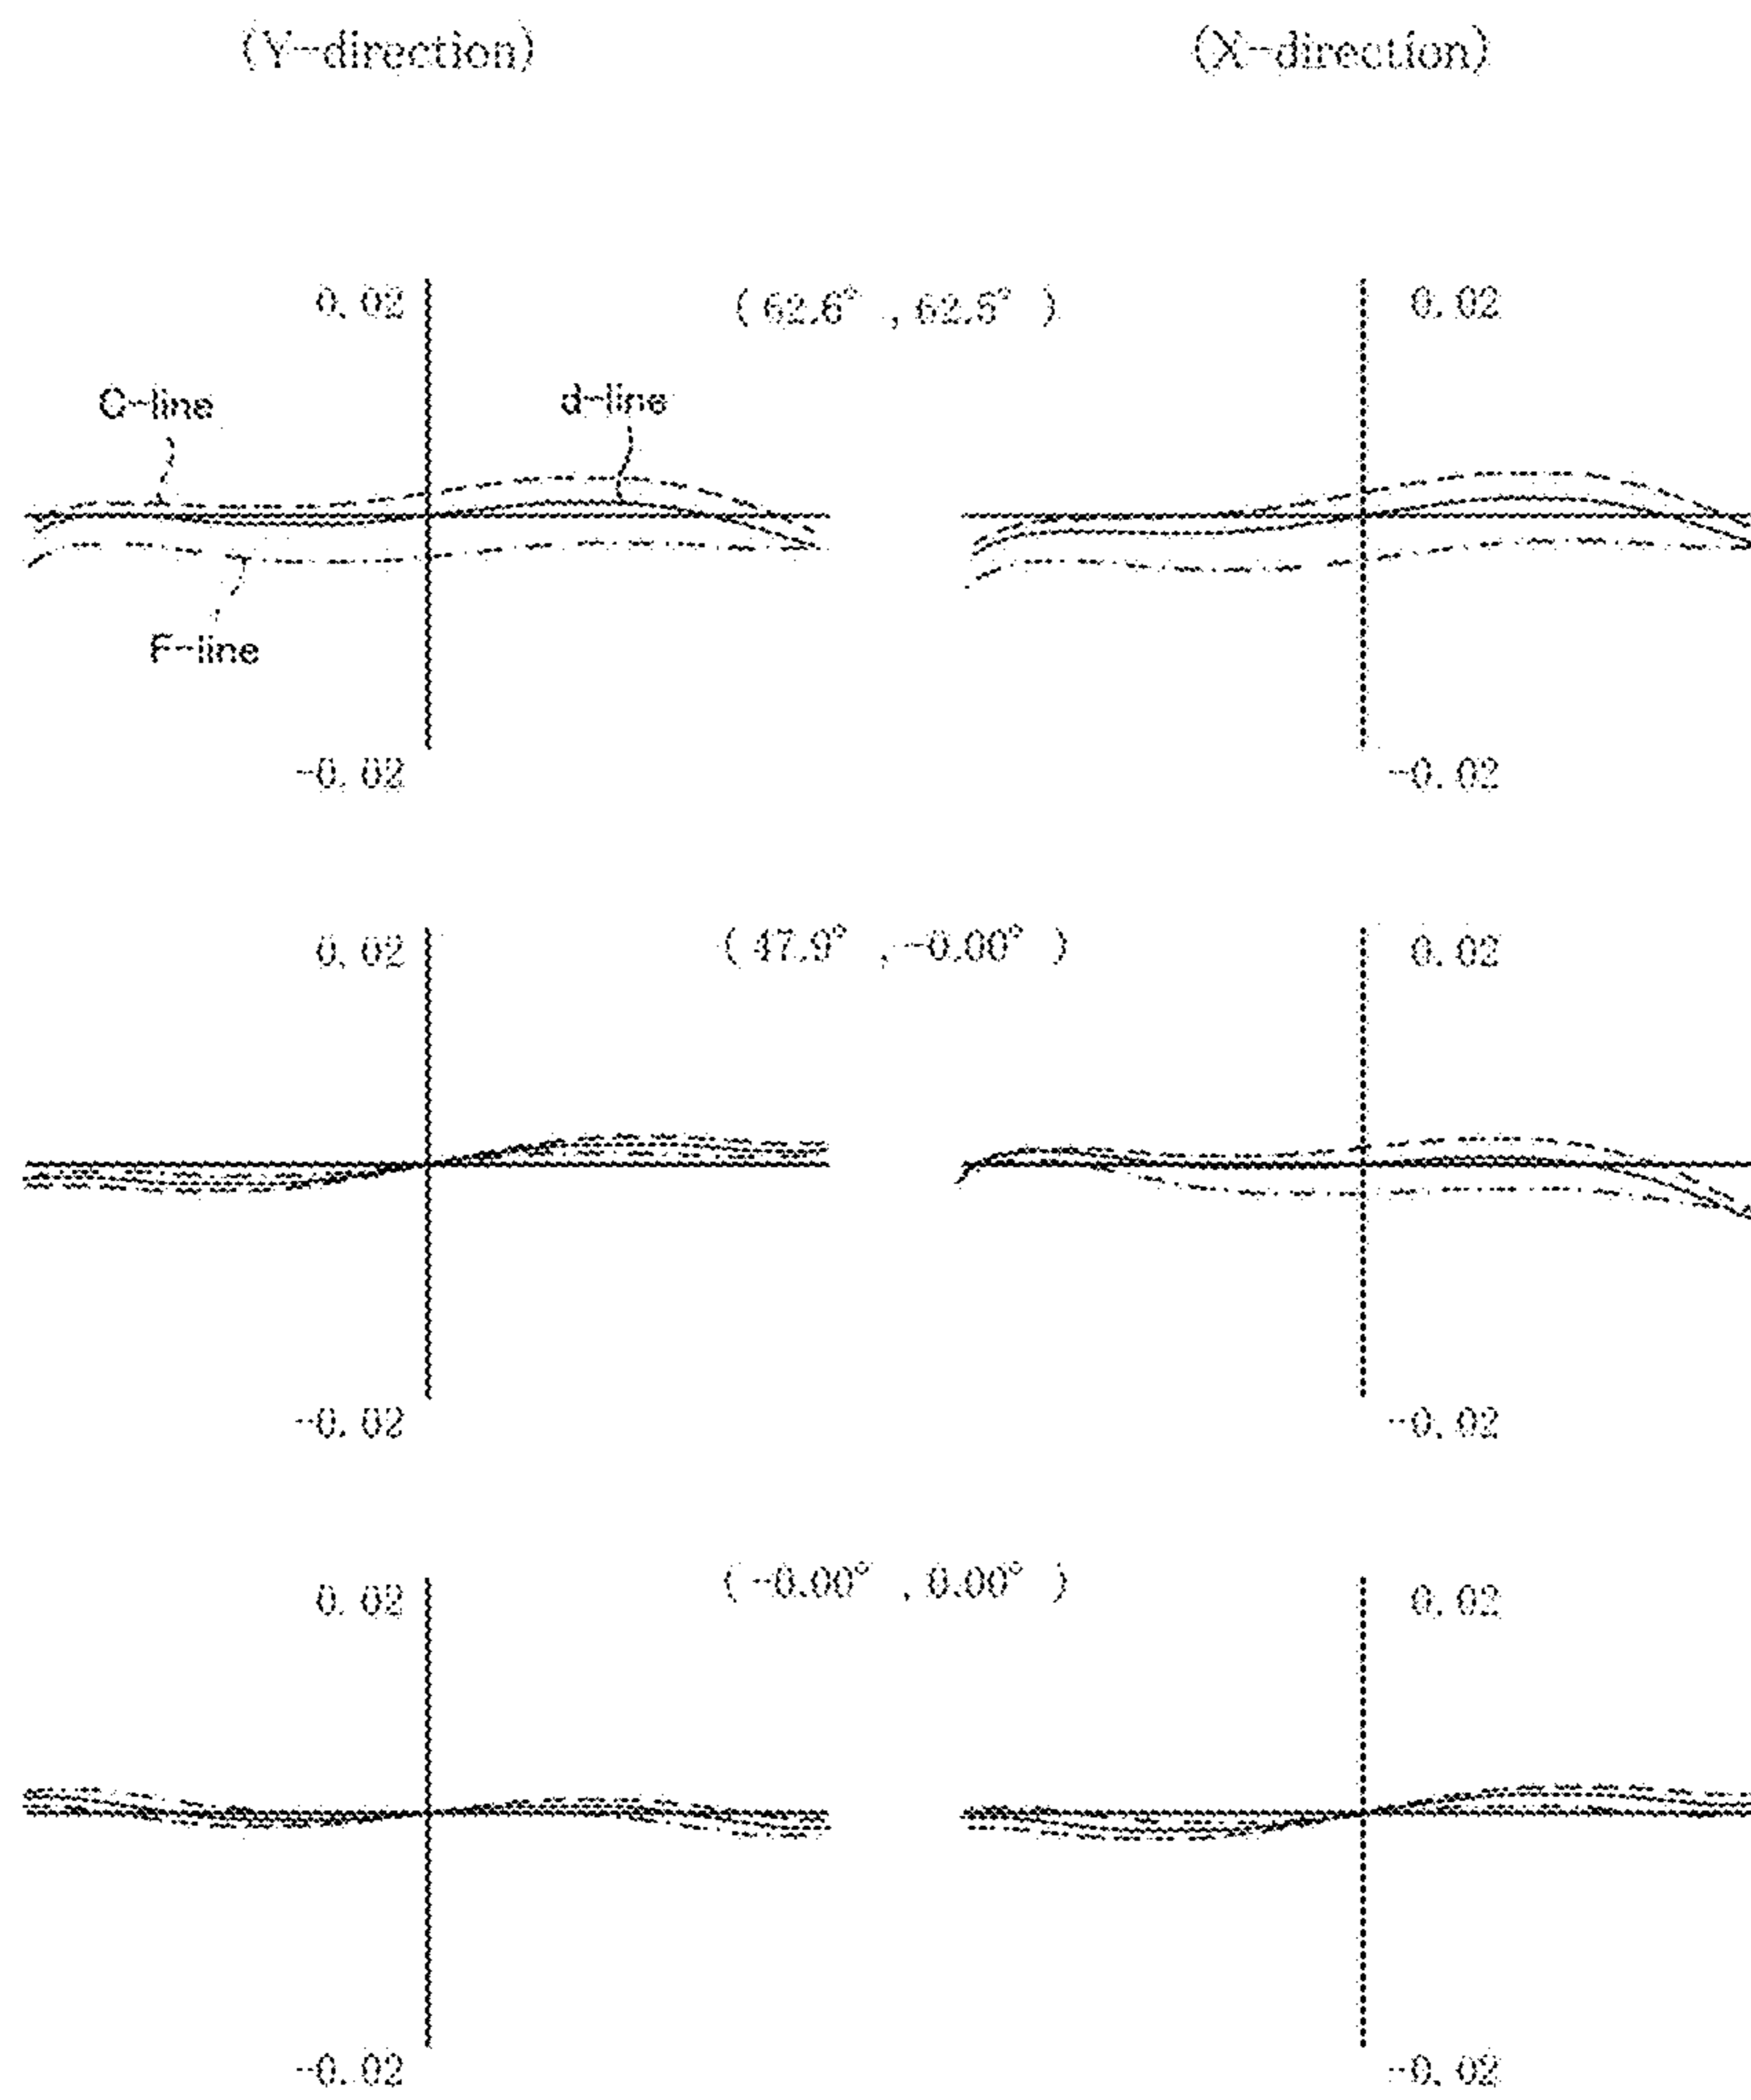 (Y-direction) (X-direction)
0.02 (62.6° , 62.5° ) 0.02
C-line d-line
F-line
-0.02 -0.02
0.02 (47.9° , -0.00° ) 0.02
-0.02 -0.02
0.02 (-0.00° , 0.00° ) 0.02
-0.02 -0.02